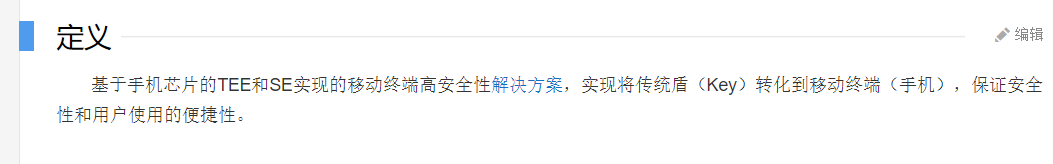 定义
编辑
基于手机芯片的TEE和SE实现的移动终端高安全性解决方案，实现将传统盾（Key）转化到移动终端（手机），保证安全
性和用户使用的便捷性。